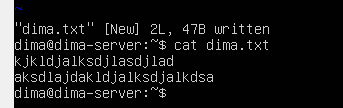 ~
"dima.txt" [New] 2L, 47B written
dima@dima-server:~$ cat dima.txt
kjkldjalksdjlasdjlad
aksdlajdakldjalksdjalkdsa
dima@dima-server:~$